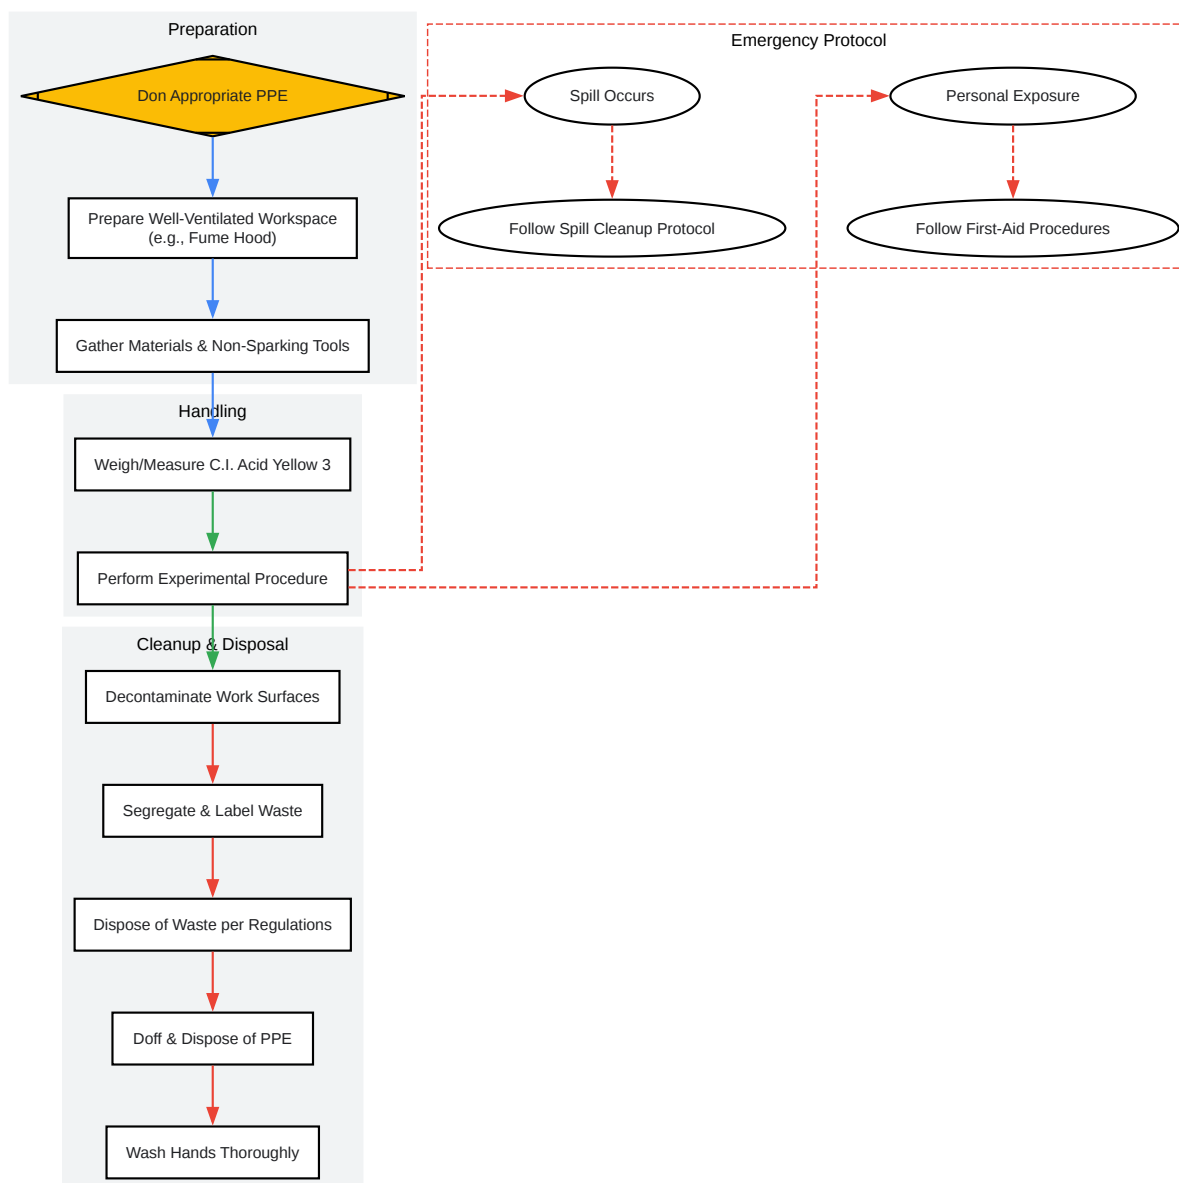 Preparation
Don Appropriate PPE
Prepare Well-Ventilated Workspace
(e.g., Fume Hood)
Gather Materials & Non-Sparking Tools
Handling
Weigh/Measure C.I. Acid Yellow 3
Perform Experimental Procedure
Cleanup & Disposal
Decontaminate Work Surfaces
Segregate & Label Waste
Dispose of Waste per Regulations
Doff & Dispose of PPE
Wash Hands Thoroughly
Emergency Protocol
Spill Occurs
Personal Exposure
Follow Spill Cleanup Protocol
Follow First-Aid Procedures